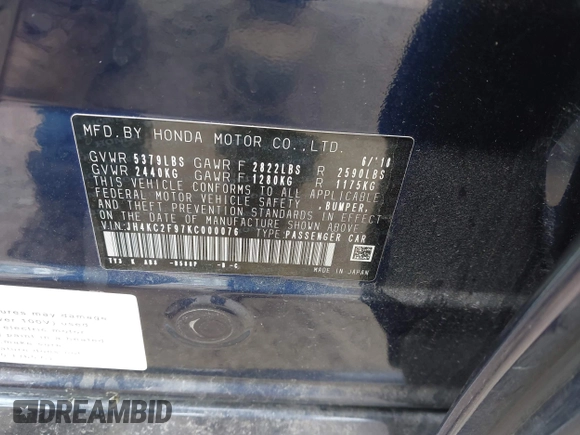 MFD.BY HONDA MOTOR CO.,LTD. 6/'18
GVWR 5379LBS GAWR F 2822LBS R 2590LBS
GVWR 2440KG GAWR F 1280KG R 1175KG
THIS VEHICLE CONFORMS TO ALL APPLICABLE
FEDERAL MOTOR VEHICLE SAFETY, BUMPER,
AND THEFT PREVENTION STANDARDS IN EFFECT
ON THE DATE OF MANUFACTURE SHOWN ABOVE.
V.I.N:JH4KC2F97KC000076 TYPE:PASSENGER CAR
MADE IN JAPAN
may damage
DREAMBID